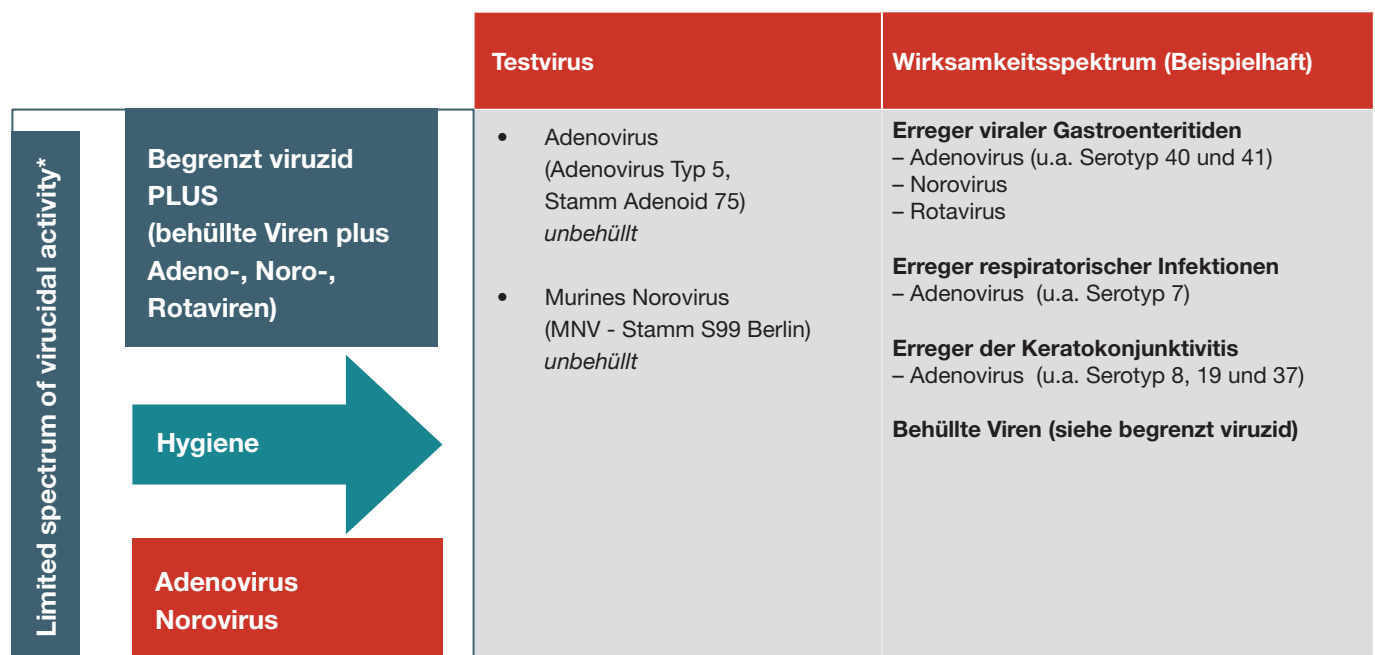 Testvirus
Wirksamkeitsspektrum (Beispielhaft)
Limited spectrum of virucidal activity*
Begrenzt viruzid
PLUS
(behüllte Viren plus
Adeno-, Noro-,
Rotaviren)
Hygiene
Adenovirus
Norovirus
• Adenovirus
(Adenovirus Typ 5,
Stamm Adenoid 75)
unbehüllt
• Murines Norovirus
(MNV - Stamm S99 Berlin)
unbehüllt
Erreger viraler Gastroenteritiden
– Adenovirus (u.a. Serotyp 40 und 41)
– Norovirus
– Rotavirus
Erreger respiratorischer Infektionen
– Adenovirus (u.a. Serotyp 7)
Erreger der Keratokonjunktivitis
– Adenovirus (u.a. Serotyp 8, 19 und 37)
Behüllte Viren (siehe begrenzt viruzid)